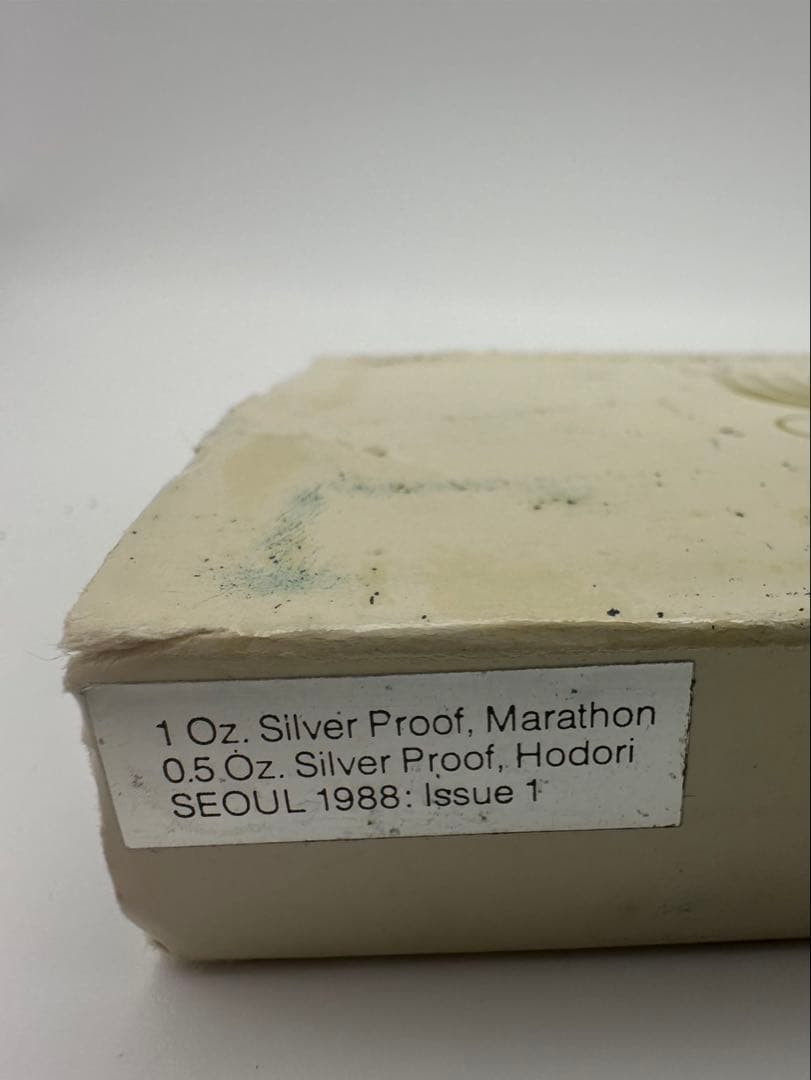 1 Oz. Silver Proof, Marathon
0.5 Oz. Silver Proof, Hodori
SEOUL 1988: Issue 1